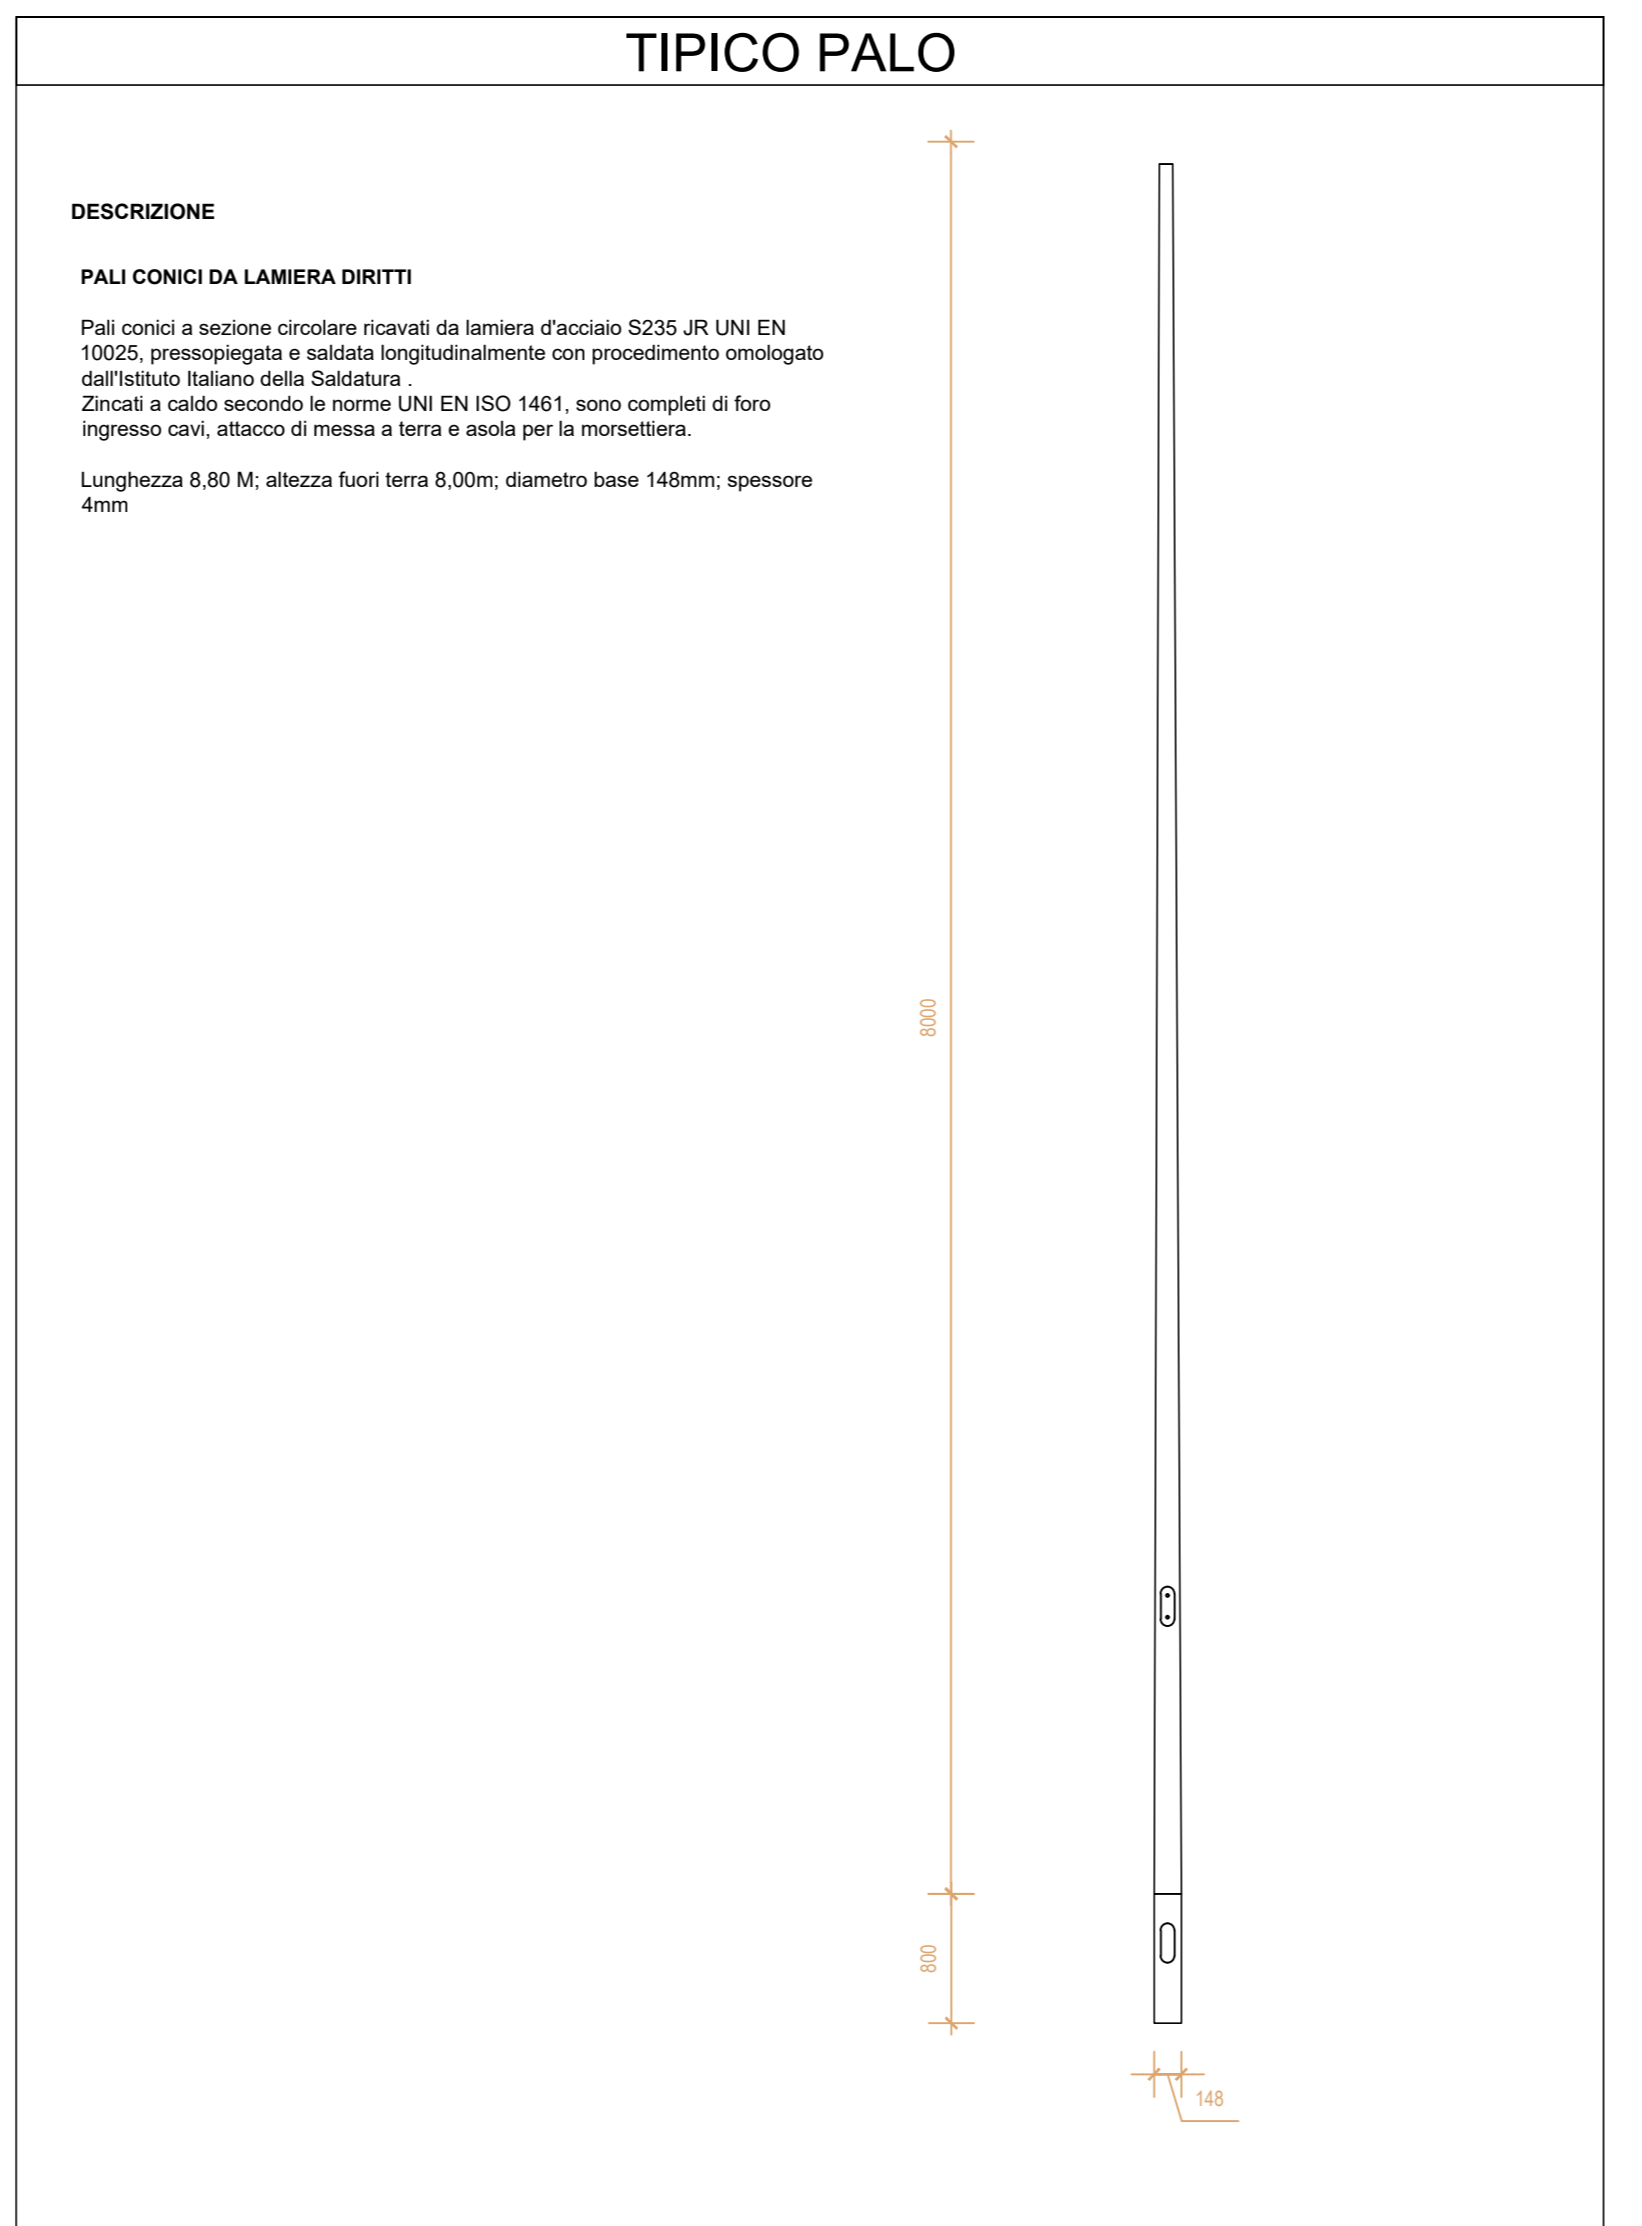 TIPICO PALO
DESCRIZIONE
PALI CONICI DA LAMIERA DIRITTI
Pali conici a sezione circolare ricavati da lamiera d'acciaio S235 JR UNI EN
10025, pressopiegata e saldata longitudinalmente con procedimento omologato
dall'Istituto Italiano della Saldatura .
Zincati a caldo secondo le norme UNI EN ISO 1461, sono completi di foro
ingresso cavi, attacco di messa a terra e asola per la morsettiera.
Lunghezza 8,80 M; altezza fuori terra 8,00m; diametro base 148mm; spessore
4mm
8000
800
148